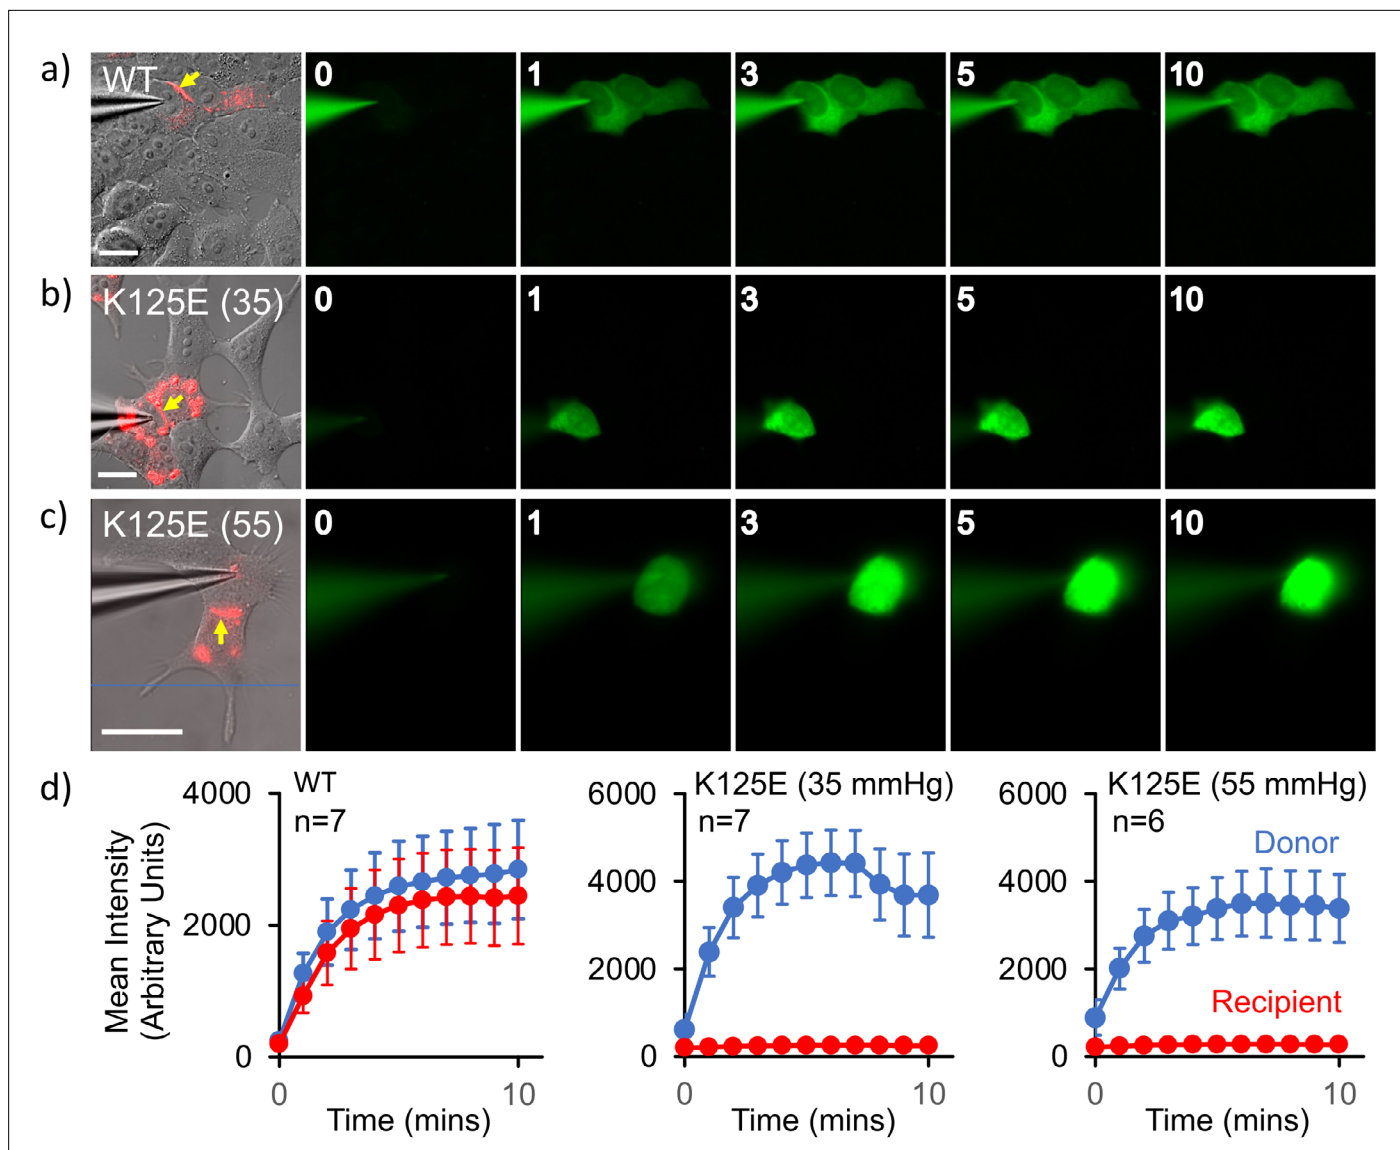 a)
WT
0
1
3
5
10
b)
K125E (35)
0
1
3
5
10
c)
K125E (55)
0
1
3
5
10
d)
Mean Intensity
(Arbitrary Units)
WT
n=7
4000
2000
0
0
10
Time (mins)
K125E (35 mmHg)
n=7
6000
4000
2000
0
0
10
Time (mins)
K125E (55 mmHg)
n=6
Donor
Recipient
6000
4000
2000
0
0
10
Time (mins)